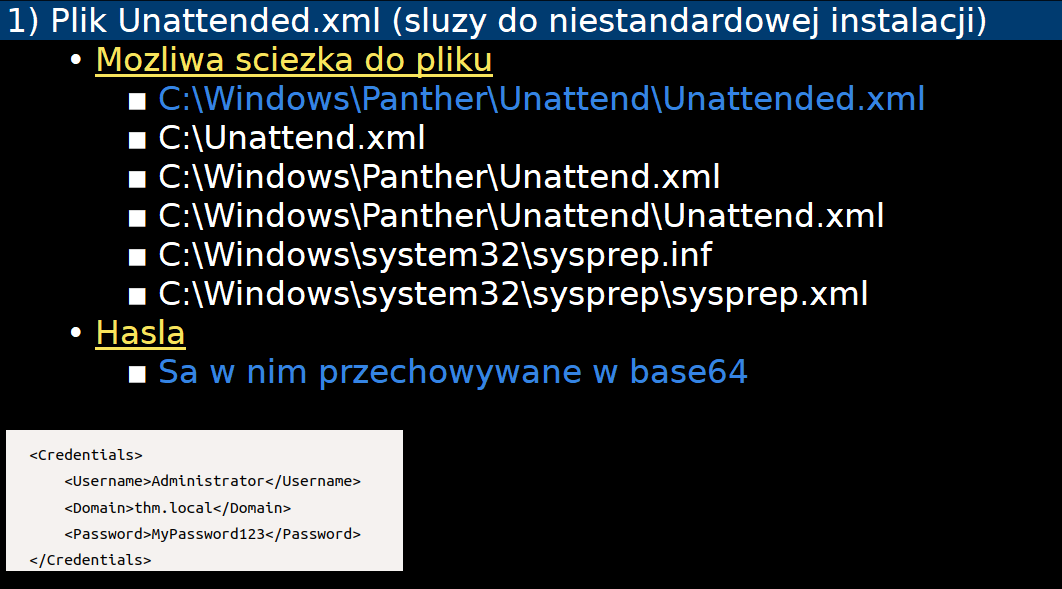 1) Plik Unattended.xml (sluzy do niestandardowej instalacji)
• Mozliwa sciezka do pliku
■ C:\Windows\Panther\Unattend\Unattended.xml
■ C:\Unattend.xml
■ C:\Windows\Panther\Unattend.xml
■ C:\Windows\Panther\Unattend\Unattend.xml
■ C:\Windows\system32\sysprep.inf
■ C:\Windows\system32\sysprep\sysprep.xml
• Hasla
■ Sa w nim przechowywane w base64
<Credentials>
<Username>Administrator</Username>
<Domain>thm.local</Domain>
<Password>MyPassword123</Password>
</Credentials>